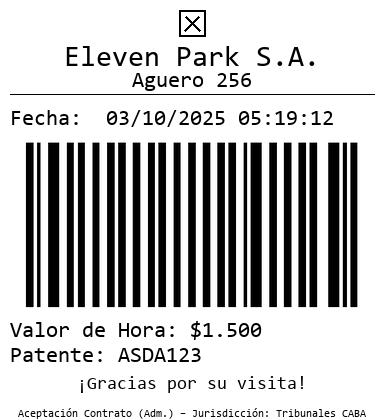 Eleven Park S.A.
Aguero 256
Fecha: 03/10/2025 05:19:12
Valor de Hora: $1.500
Patente: ASDA123
¡Gracias por su visita!
Aceptación Contrato (Adm.) – Jurisdicción: Tribunales CABA